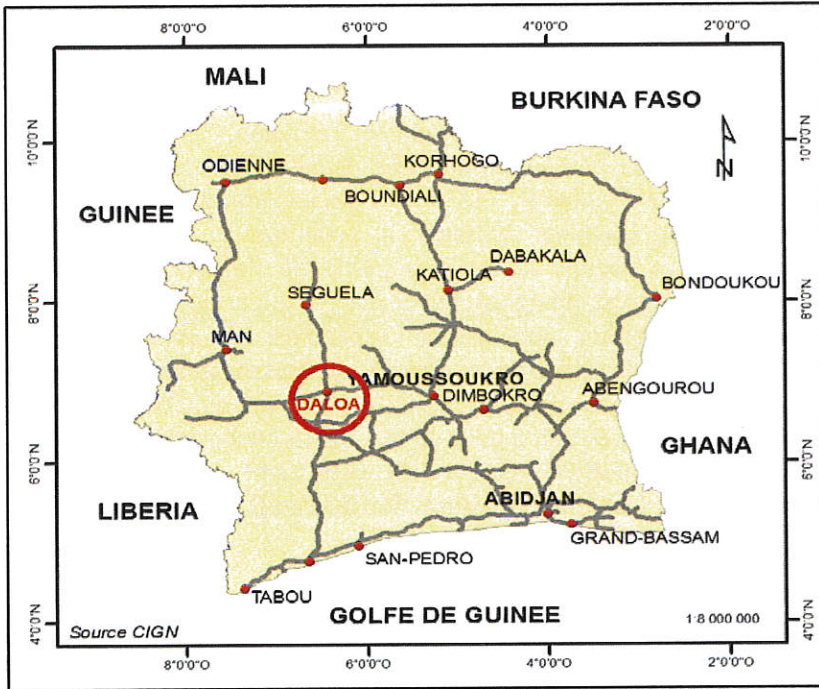 8°0'0"O 6°0'0"O 4°0'0"O 2°0'0"O
MALI
BURKINA FASO
10°0'0"N
10°0'0"N
N
ODIENNE
KORHOGO
BOUNDIALI
GUINEE
DABAKALA
KATIOLA
BONDOUKOU
SEGUELA
8°0'0"N
8°0'0"N
MAN
YAMOUSSOUKRO
DALOA
DIMBOKRO
ABENGOUROU
GHANA
6°0'0"N
6°0'0"N
LIBERIA
ABIDJAN
GRAND-BASSAM
SAN-PEDRO
TABOU
GOLFE DE GUINEE
1:8 000 000
4°0'0"N
4°0'0"N
Source CIGN
8°0'0"O 6°0'0"O 4°0'0"O 2°0'0"O